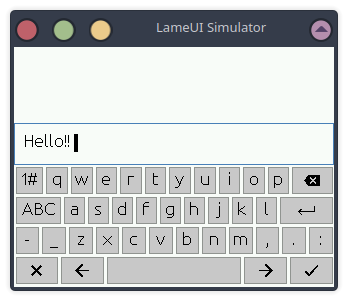 LameUI Simulator
Hello!!
1# q w e r t y u i o p
ABC a s d f g h j k l
- _ z x c v b n m , . :